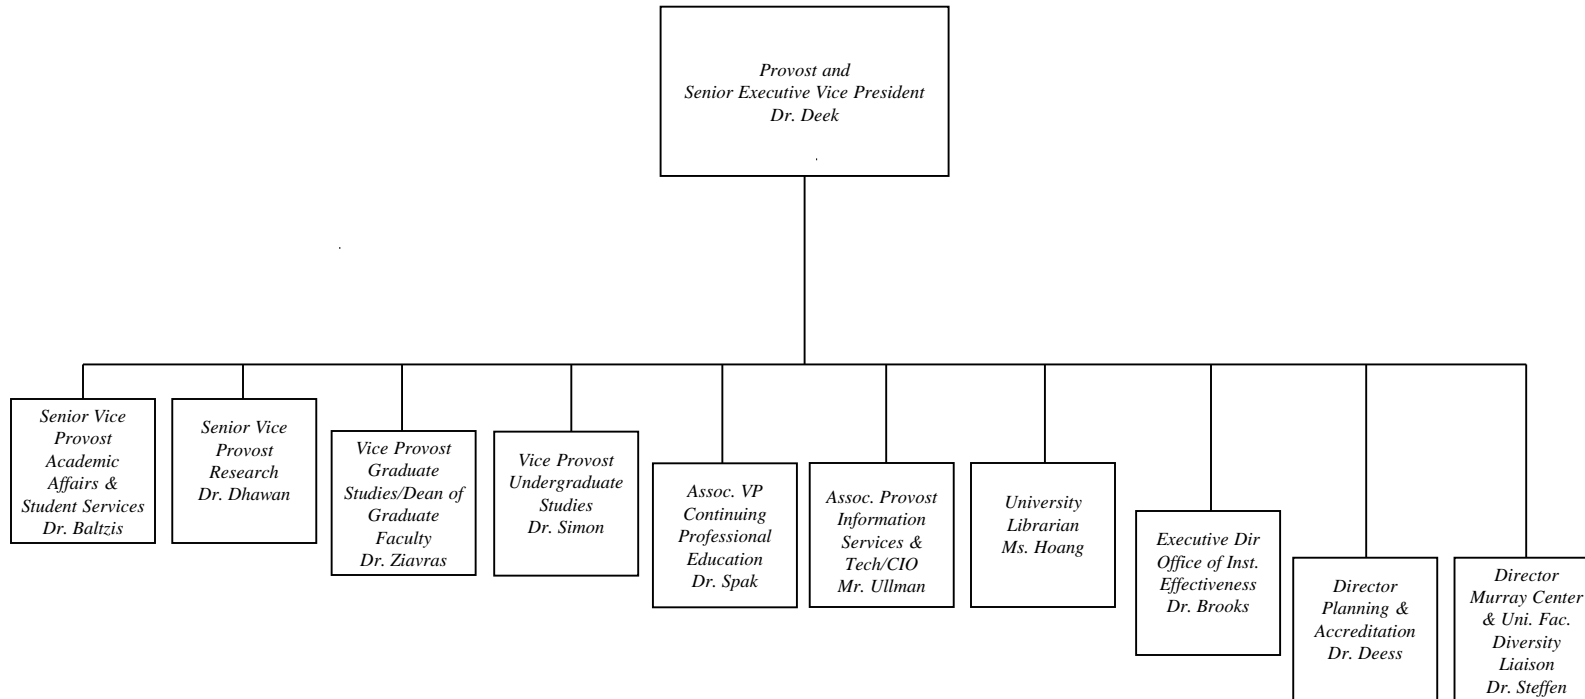 Provost and
Senior Executive Vice President
Dr. Deek
Senior Vice
Provost
Academic
Affairs &
Student Services
Dr. Baltzis
Senior Vice
Provost
Research
Dr. Dhawan
Vice Provost
Graduate
Studies/Dean of
Graduate
Faculty
Dr. Ziavras
Vice Provost
Undergraduate
Studies
Dr. Simon
Assoc. VP
Continuing
Professional
Education
Dr. Spak
Assoc. Provost
Information
Services &
Tech/CIO
Mr. Ullman
University
Librarian
Ms. Hoang
Executive Dir
Office of Inst.
Effectiveness
Dr. Brooks
Director
Planning &
Accreditation
Dr. Deess
Director
Murray Center
& Uni. Fac.
Diversity
Liaison
Dr. Steffen